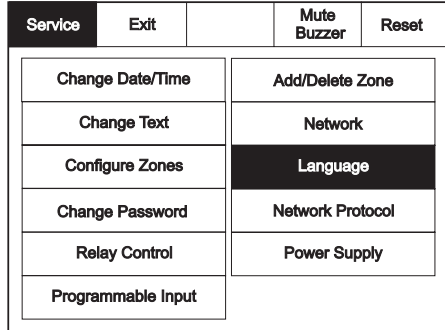 Service Exit Mute Buzzer Reset
Change Date/Time Add/Delete Zone
Change Text Network
Configure Zones Language
Change Password Network Protocol
Relay Control Power Supply
Programmable Input